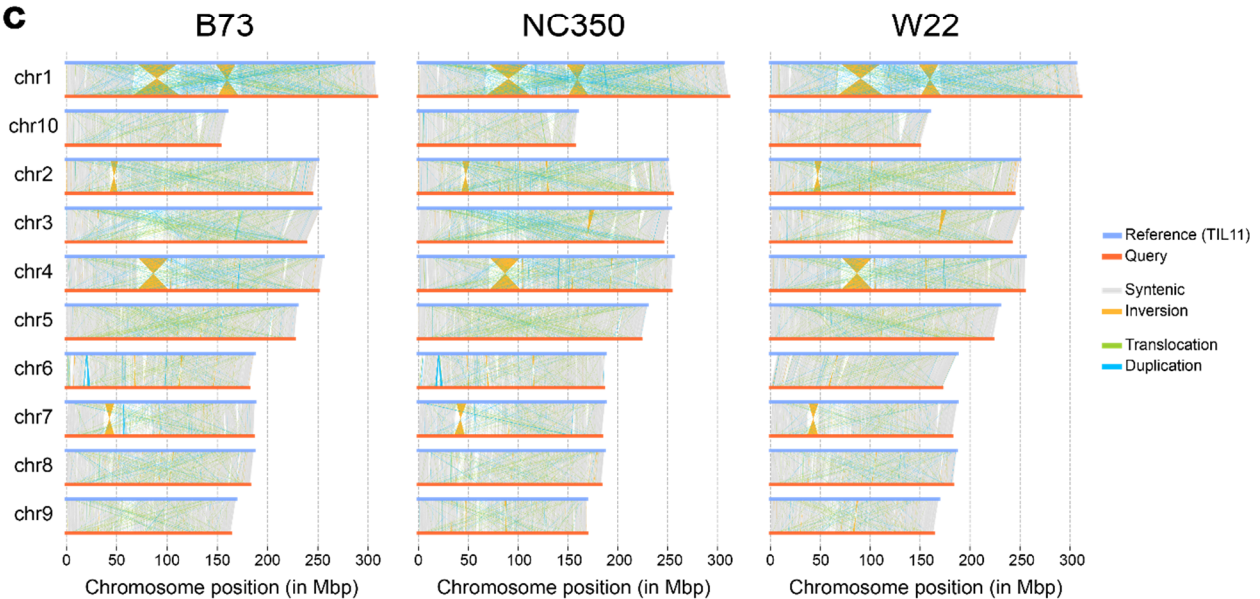 c
B73 NC350 W22
chr1
chr10
chr2
chr3
chr4
chr5
chr6
chr7
chr8
chr9
Reference (TIL11)
Query
Syntenic
Inversion
Translocation
Duplication
0 50 100 150 200 250 300 0 50 100 150 200 250 300 0 50 100 150 200 250 300
Chromosome position (in Mbp) Chromosome position (in Mbp) Chromosome position (in Mbp)